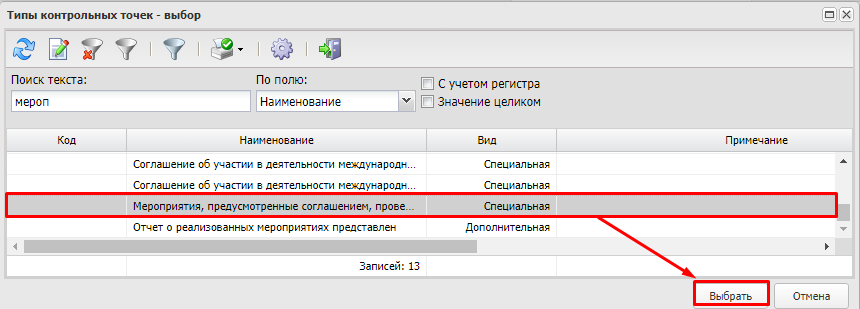 Типы контрольных точек - выбор
Поиск текста:
По полю:
С учетом регистра
мероп
Наименование
Значение целиком
Код
Наименование
Вид
Примечание
Соглашение об участии в деятельности международн...
Специальная
Соглашение об участии в деятельности международн...
Специальная
Мероприятия, предусмотренные соглашением, прове...
Специальная
Отчет о реализованных мероприятиях представлен
Дополнительная
Записей: 13
Выбрать
Отмена